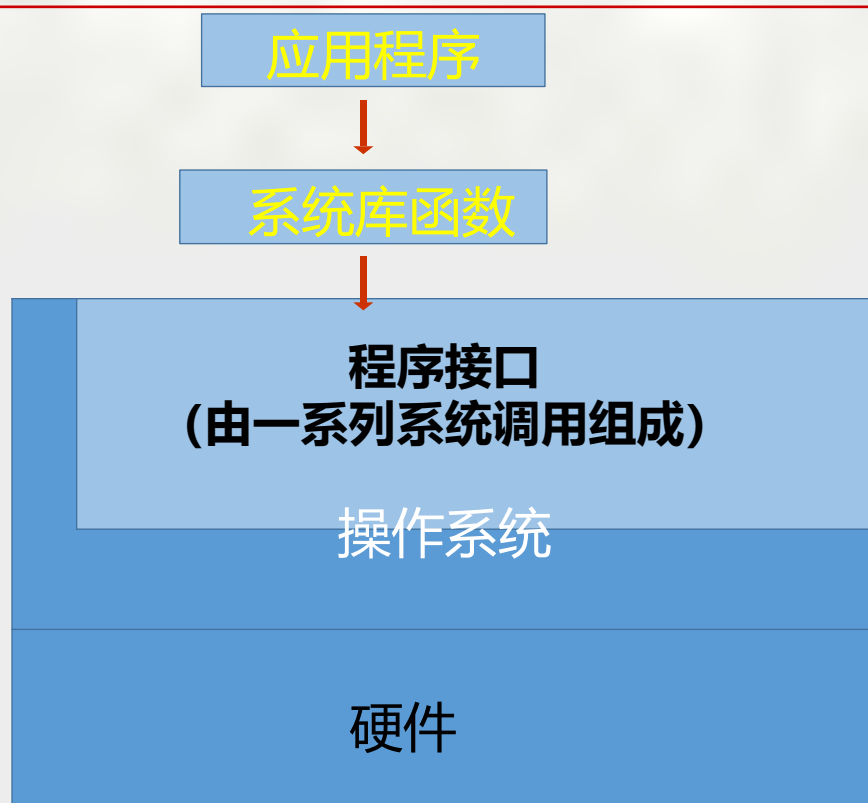 应用程序
系统库函数
程序接口
(由一系列系统调用组成)
操作系统
硬件